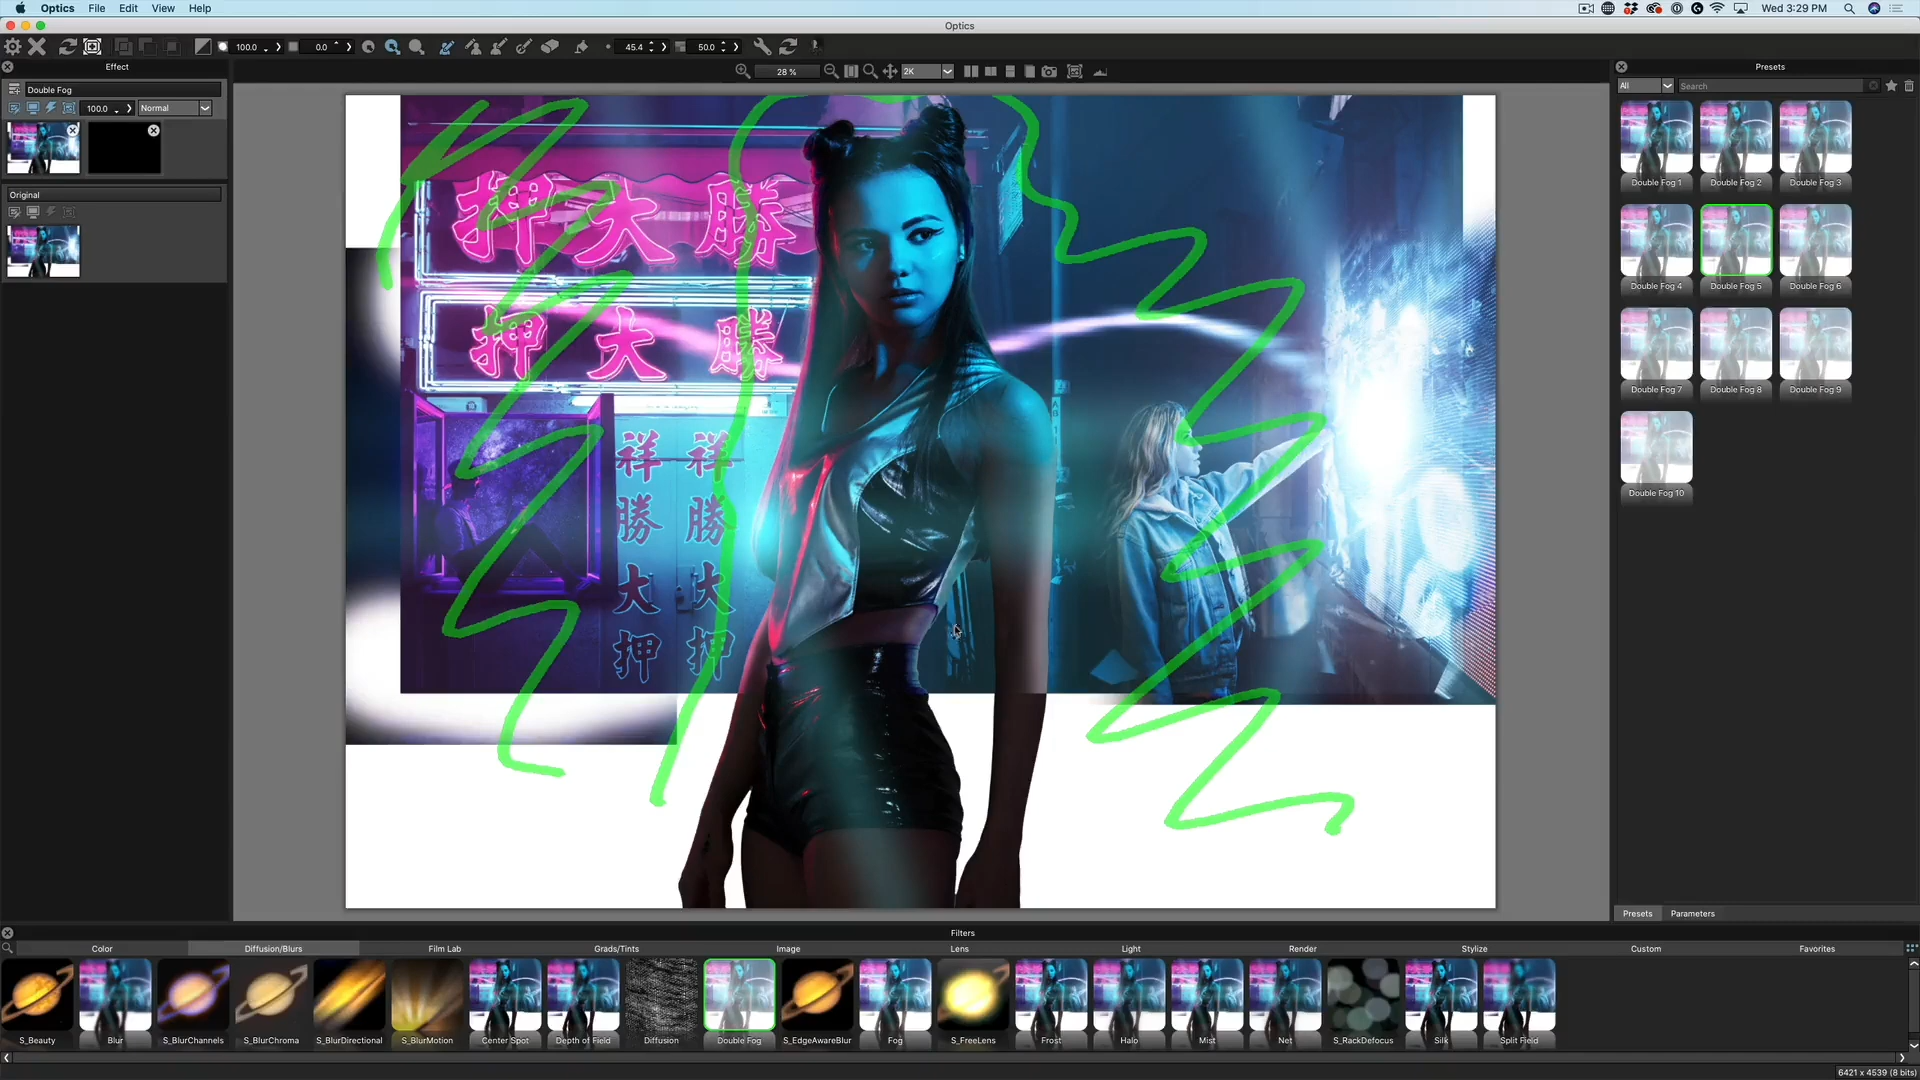 Optics File Edit View Help
Wed 3:29 PM
Optics
100.0 0.0 45.4 50.0
Effect
28 % 2K
Presets
Double Fog
100.0 Normal
Original
All Search
押大勝
押大勝
祥 祥
勝 勝
大 大
押 押
Double Fog 1 Double Fog 2 Double Fog 3
Double Fog 4 Double Fog 5 Double Fog 6
Double Fog 7 Double Fog 8 Double Fog 9
Double Fog 10
Presets Parameters
Filters
Color Diffusion/Blurs Film Lab Grads/Tints Image Lens Light Render Stylize Custom Favorites
S_Beauty Blur S_BlurChannels S_BlurChroma S_BlurDirectional S_BlurMotion Center Spot Depth of Field Diffusion Double Fog S_EdgeAwareBlur Fog S_FreeLens Frost Halo Mist Net S_RackDefocus Silk Split Field
6421 x 4539 (8 bits)